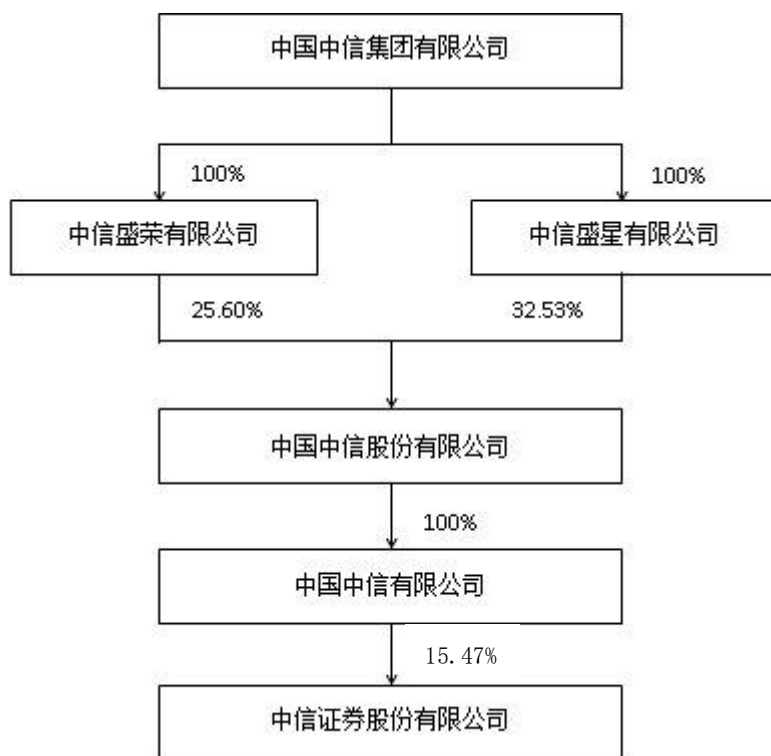 中国中信集团有限公司
100%
100%
中信盛荣有限公司
中信盛星有限公司
25.60%
32.53%
中国中信股份有限公司
100%
中国中信有限公司
15.47%
中信证券股份有限公司